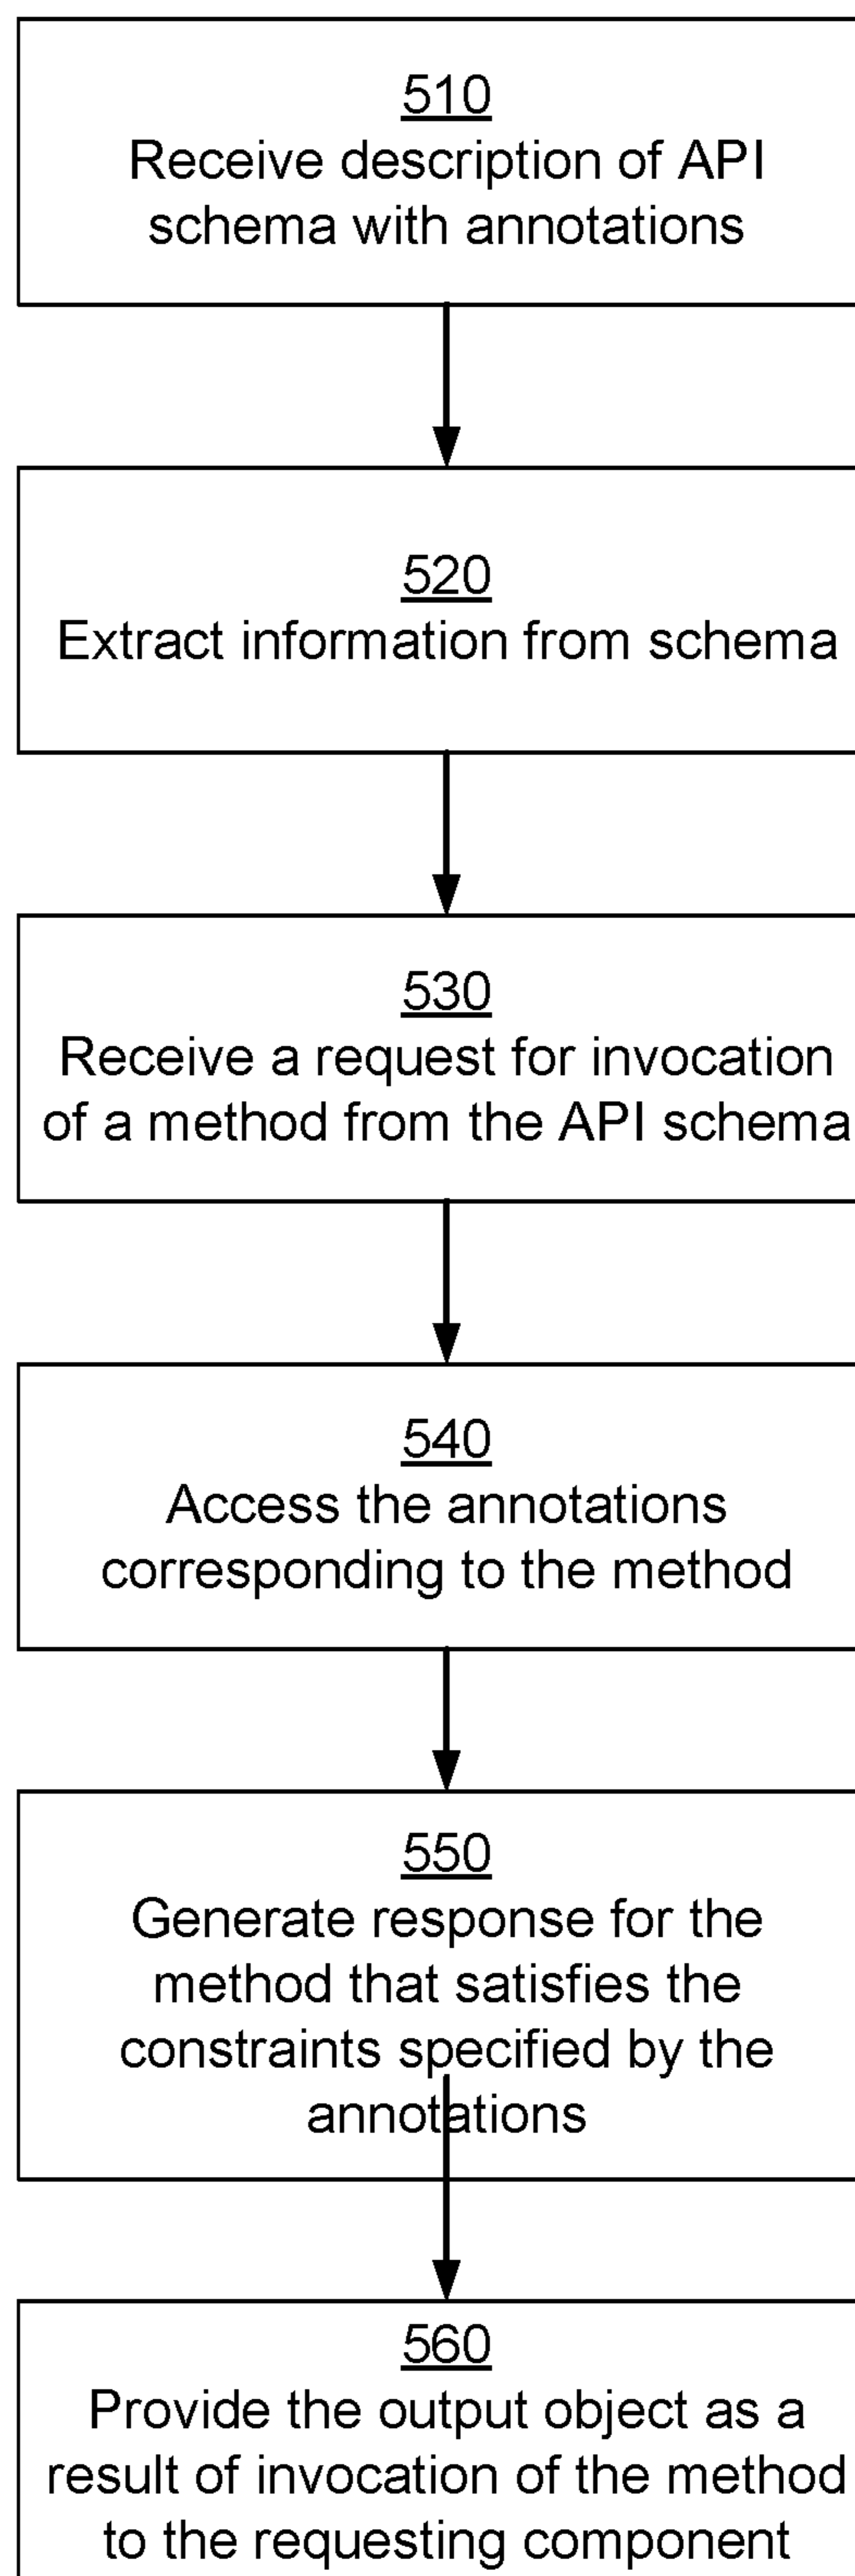 510
Receive description of API
schema with annotations
520
Extract information from schema
530
Receive a request for invocation
of a method from the API schema
540
Access the annotations
corresponding to the method
550
Generate response for the
method that satisfies the
constraints specified by the
annotations
560
Provide the output object as a
result of invocation of the method
to the requesting component